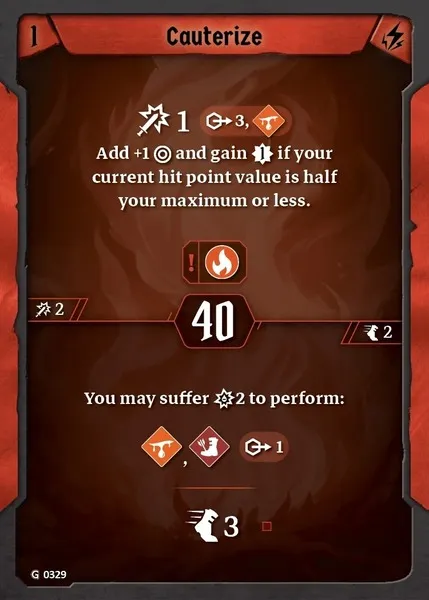 1
Cauterize
1 3,
Add +1 and gain if your
current hit point value is half
your maximum or less.
!
2
40
2
You may suffer 2 to perform:
, 1
3
G 0329